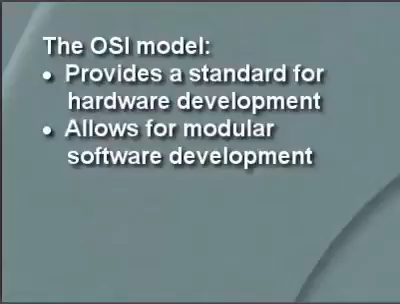 The OSI model:
• Provides a standard for
hardware development
• Allows for modular
software development